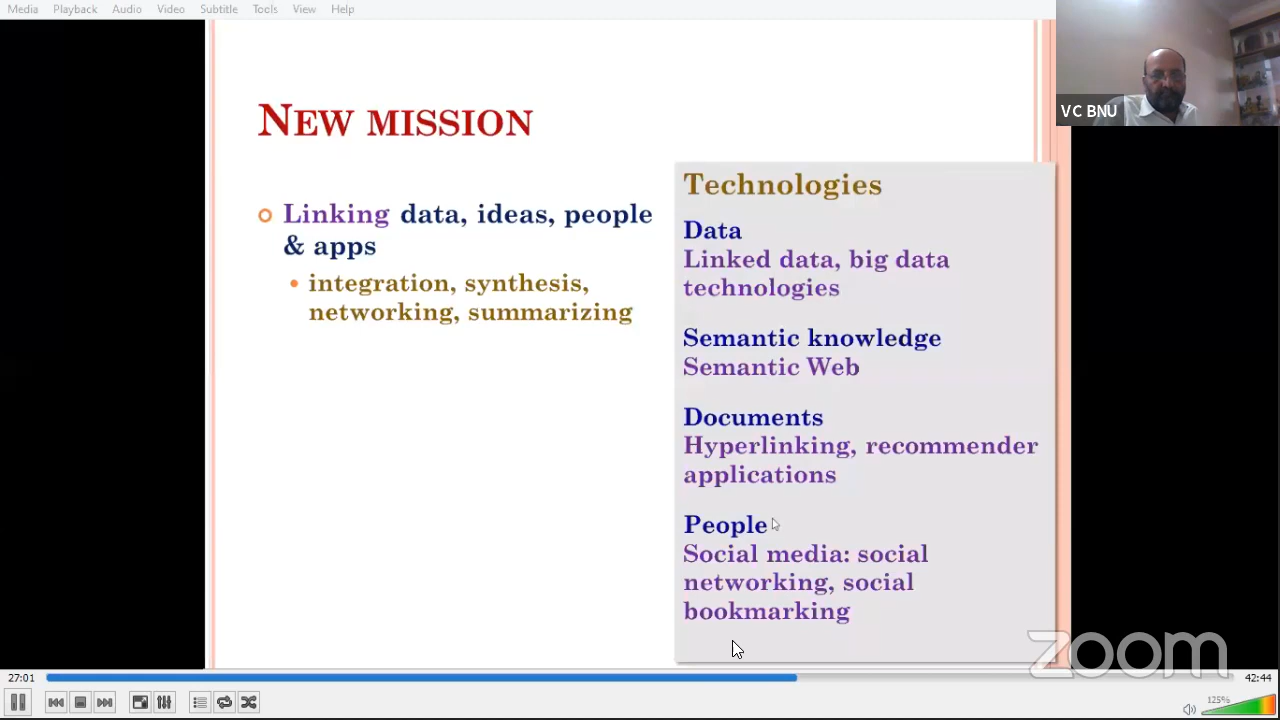 Media Playback Audio Video Subtitle Tools View Help
VC BNU
NEW MISSION
Linking data, ideas, people
& apps
integration, synthesis,
networking, summarizing
Technologies
Data
Linked data, big data
technologies
Semantic knowledge
Semantic Web
Documents
Hyperlinking, recommender
applications
People
Social media: social
networking, social
bookmarking
zoom
27:01
42:44
125%